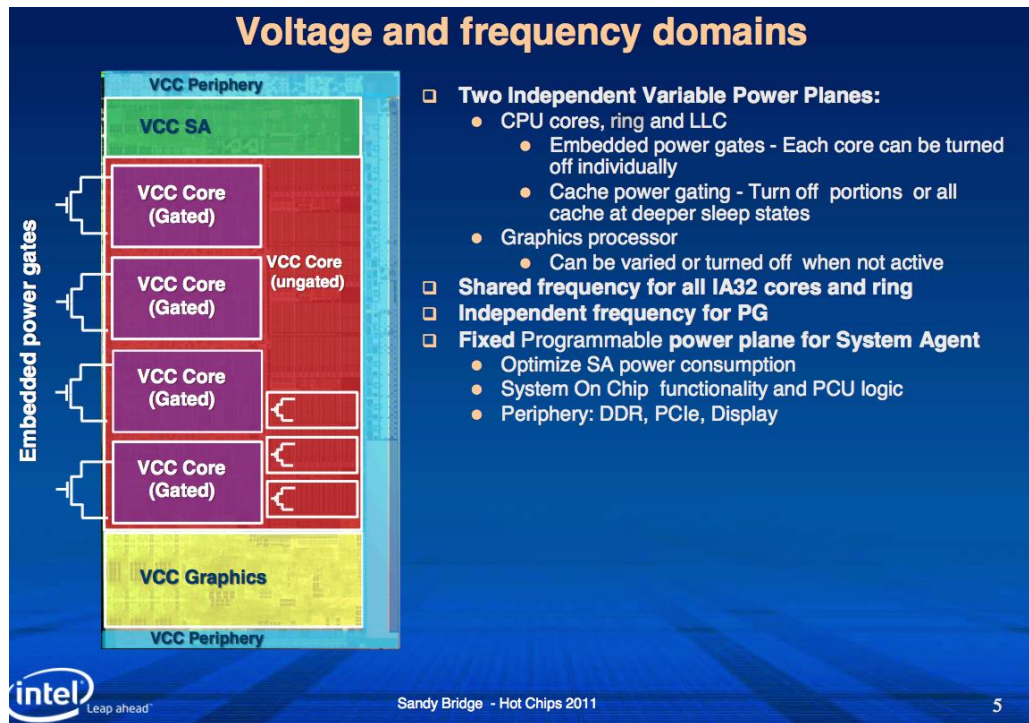 Voltage and frequency domains
VCC Periphery
VCC SA
Embedded power gates
VCC Core
(Gated)
VCC Core
(Gated)
VCC Core
(Gated)
VCC Core
(Gated)
VCC Core
(ungated)
VCC Graphics
VCC Periphery
Two Independent Variable Power Planes:
CPU cores, ring and LLC
Embedded power gates - Each core can be turned
off individually
Cache power gating - Turn off portions or all
cache at deeper sleep states
Graphics processor
Can be varied or turned off when not active
Shared frequency for all IA32 cores and ring
Independent frequency for PG
Fixed Programmable power plane for System Agent
Optimize SA power consumption
System On Chip functionality and PCU logic
Periphery: DDR, PCIe, Display
intel
Leap ahead™
Sandy Bridge - Hot Chips 2011
5